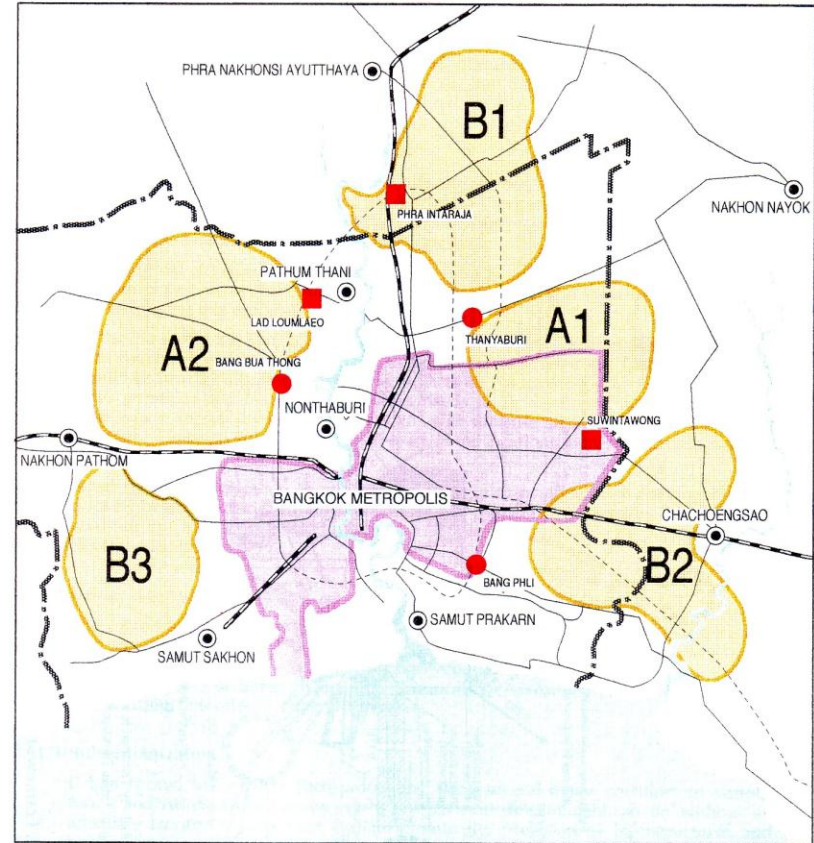 PHRA NAKHONSI AYUTTHAYA
B1
NAKHON NAYOK
PHRA INTARAJA
PATHUM THANI
LAD LOUMLAEO
A1
THANYABURI
A2
BANG BUA THONG
NONTHABURI
SUWINTAWONG
NAKHON PATHOM
BANGKOK METROPOLIS
CHACHOENGSAO
B3
BANG PHLI
B2
SAMUT PRAKARN
SAMUT SAKHON